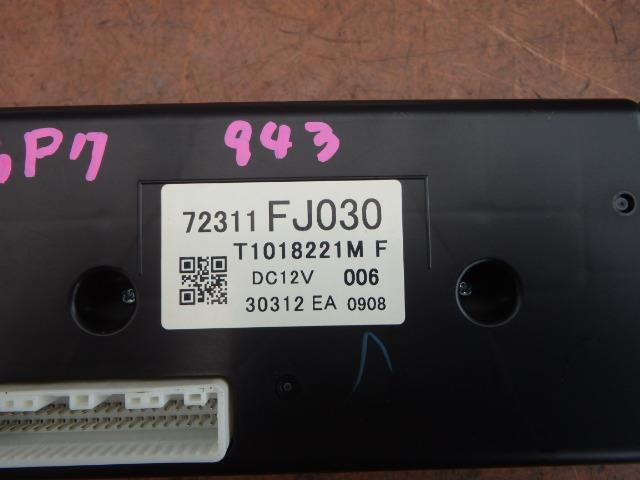 GP7 943
72311 FJ030
T1018221M F
DC12V 006
30312 EA 0908